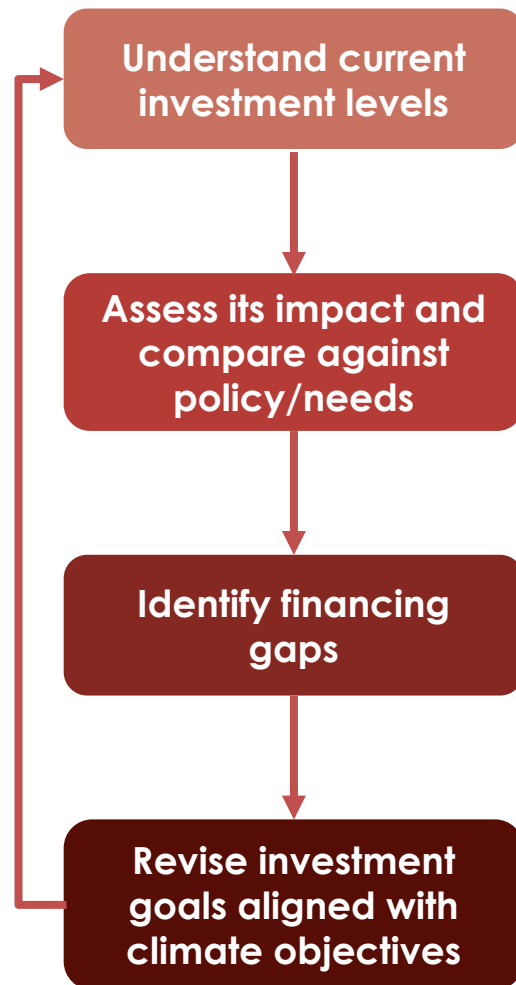 Understand current
investment levels
Assess its impact and
compare against
policy/needs
Identify financing
gaps
Revise investment
goals aligned with
climate objectives